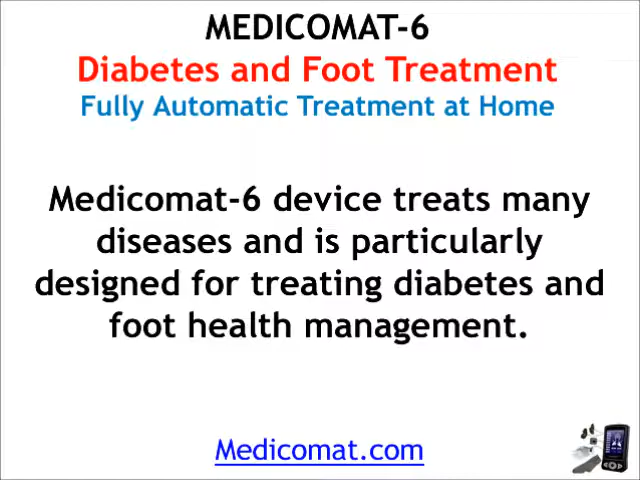 MEDICOMAT-6
Diabetes and Foot Treatment
Fully Automatic Treatment at Home
Medicomat-6 device treats many
diseases and is particularly
designed for treating diabetes and
foot health management.
Medicomat.com